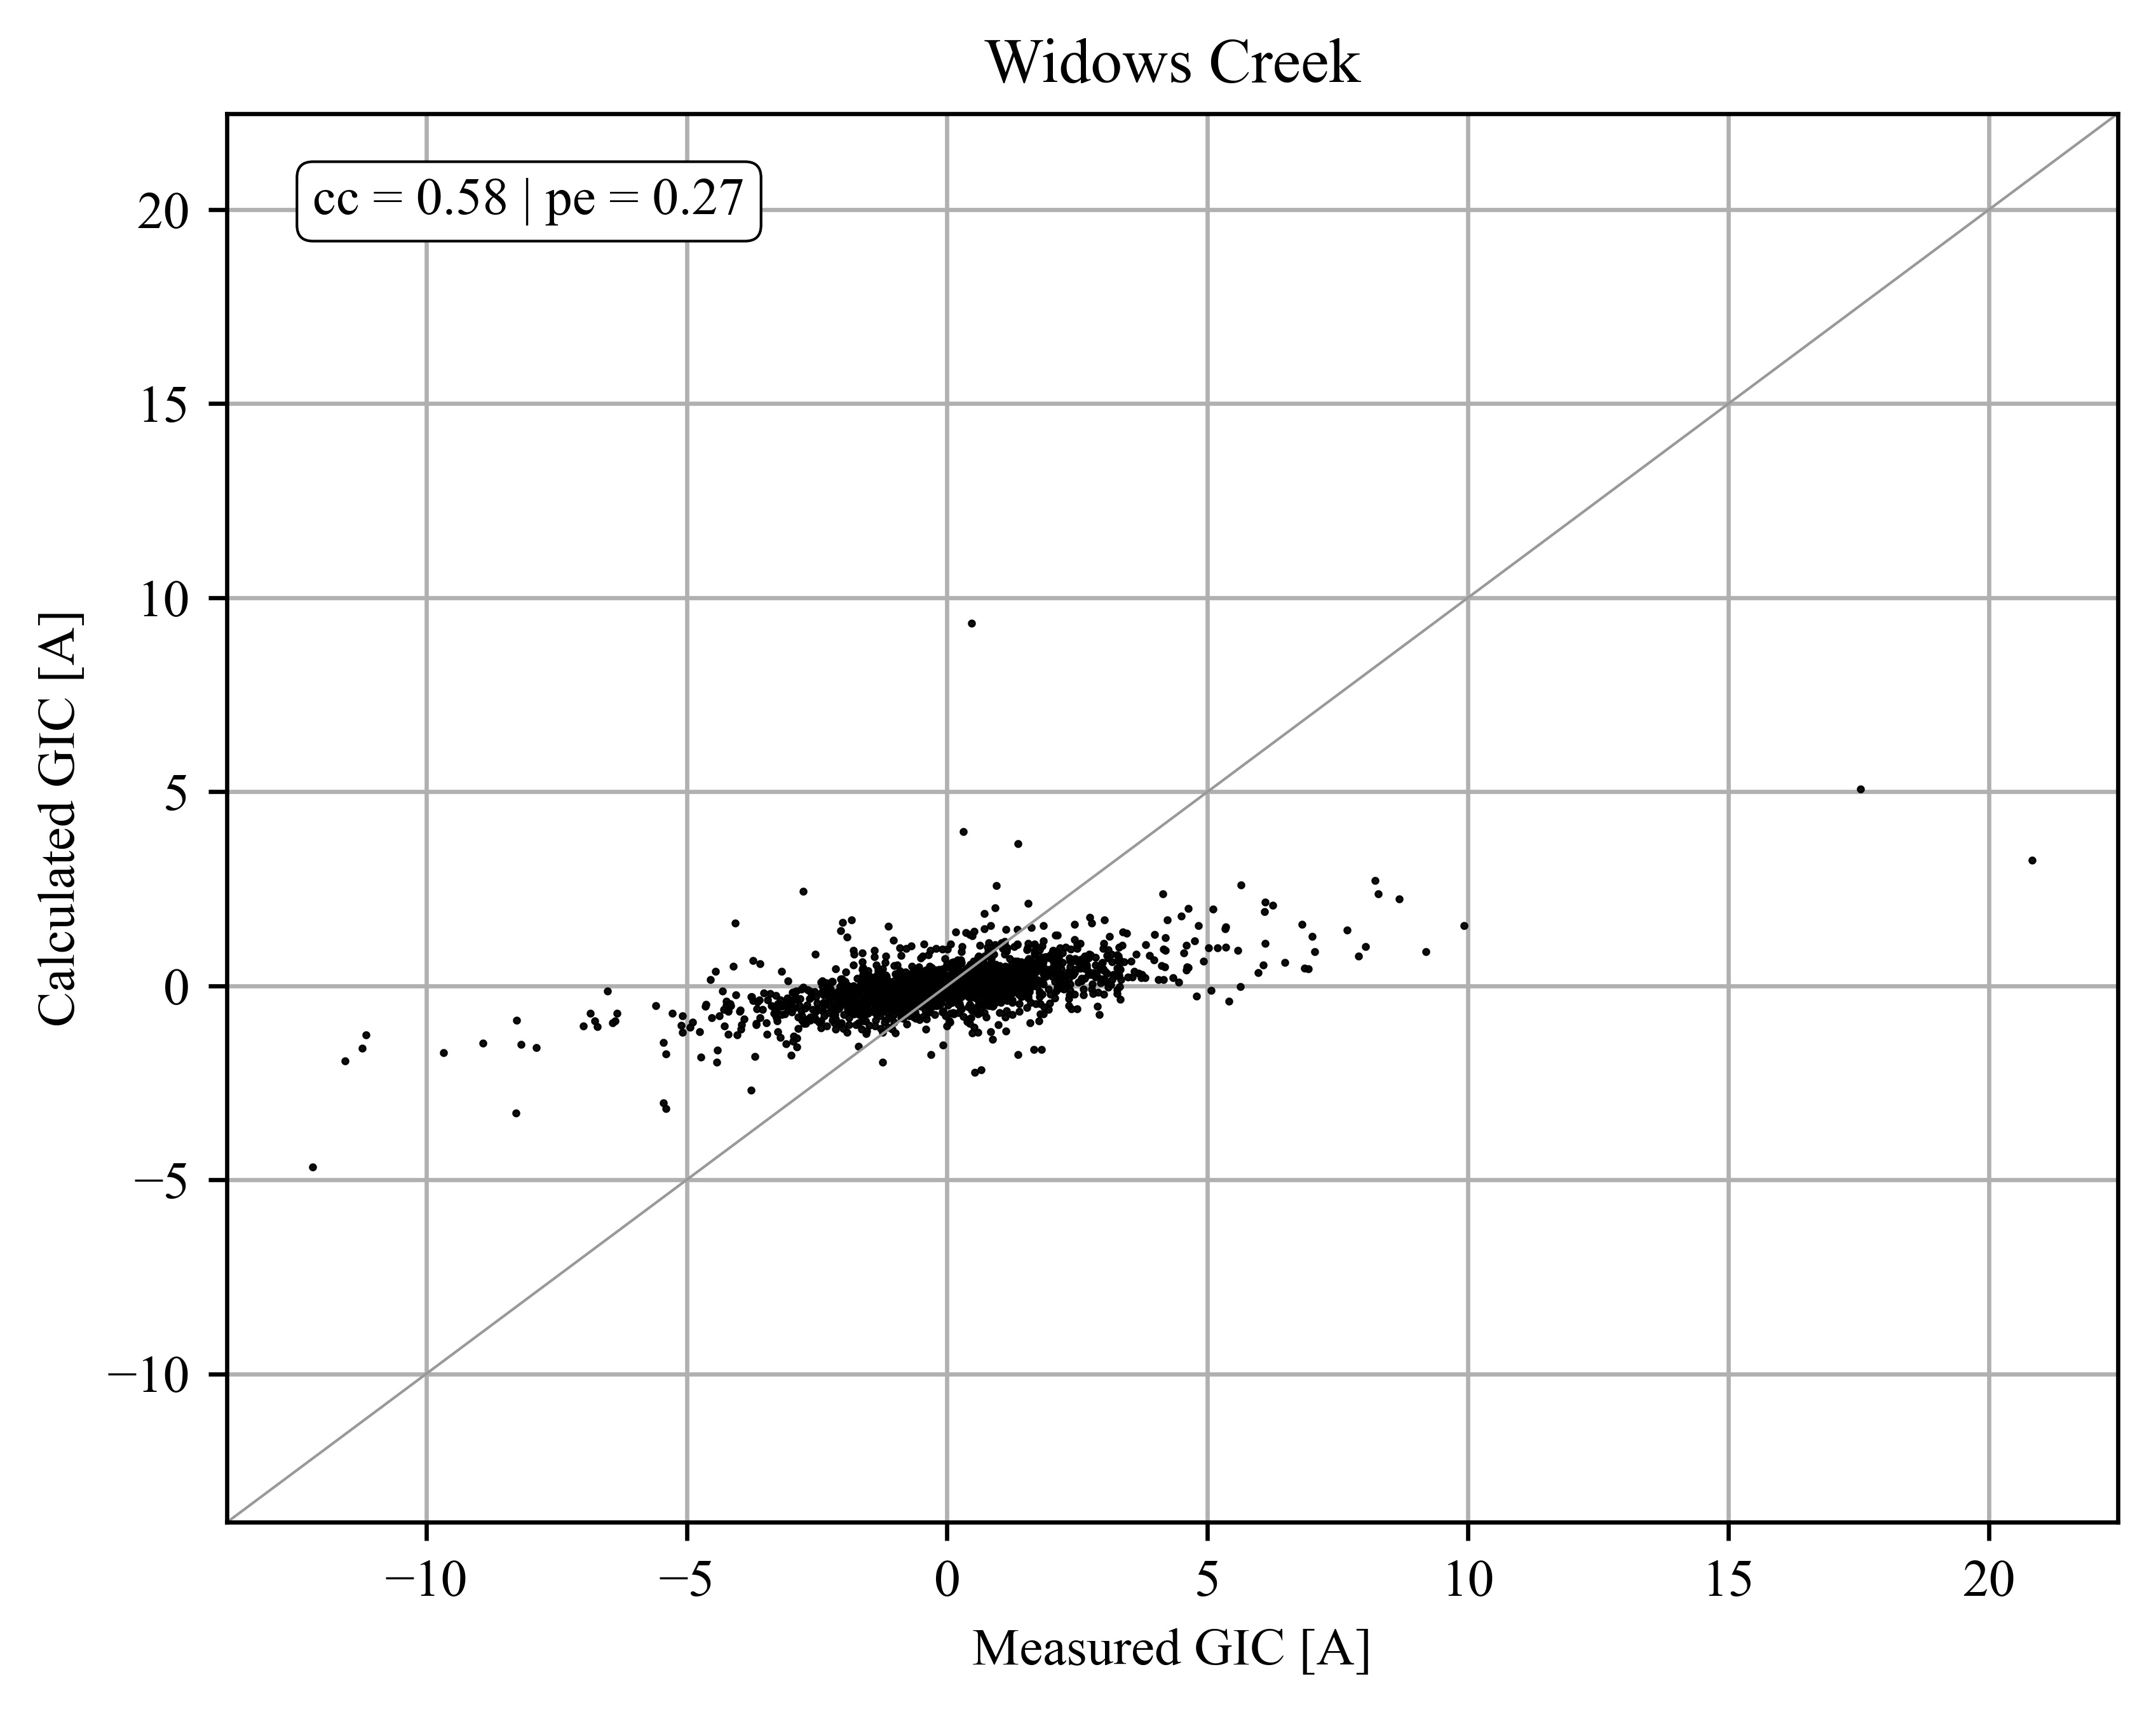 Widows Creek
cc = 0.58 | pe = 0.27
Calculated GIC [A]
20
15
10
5
0
−5
−10
−10 −5 0 5 10 15 20
Measured GIC [A]